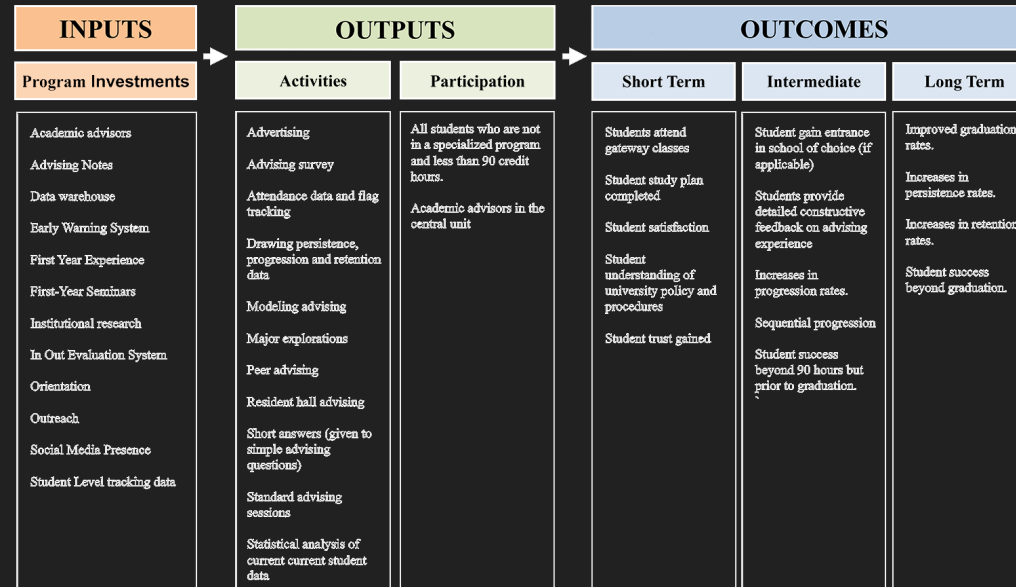 INPUTS
OUTPUTS
OUTCOMES
Program Investments
Activities
Participation
Short Term
Intermediate
Long Term
Academic advisors
Advising Notes
Data warehouse
Early Warning System
First Year Experience
First-Year Seminars
Institutional research
In Out Evaluation System
Orientation
Outreach
Social Media Presence
Student Level tracking data
Advertising
Advising survey
Attendance data and flag
tracking
Drawing persistence,
progression and retention
data
Modeling advising
Major explorations
Peer advising
Resident hall advising
Short answers (given to
simple advising
questions)
Standard advising
sessions
Statistical analysis of
current current student
data
All students who are not
in a specialized program
and less than 90 credit
hours.
Academic advisors in the
central unit
Students attend
gateway classes
Student study plan
completed
Student satisfaction
Student
understanding of
university policy and
procedures
Student trust gained
Student gain entrance
in school of choice (if
applicable)
Students provide
detailed constructive
feedback on advising
experience
Increases in
progression rates.
Sequential progression
Student success
beyond 90 hours but
prior to graduation.
`
Improved graduation
rates.
Increases in
persistence rates.
Increases in retention
rates.
Student success
beyond graduation.